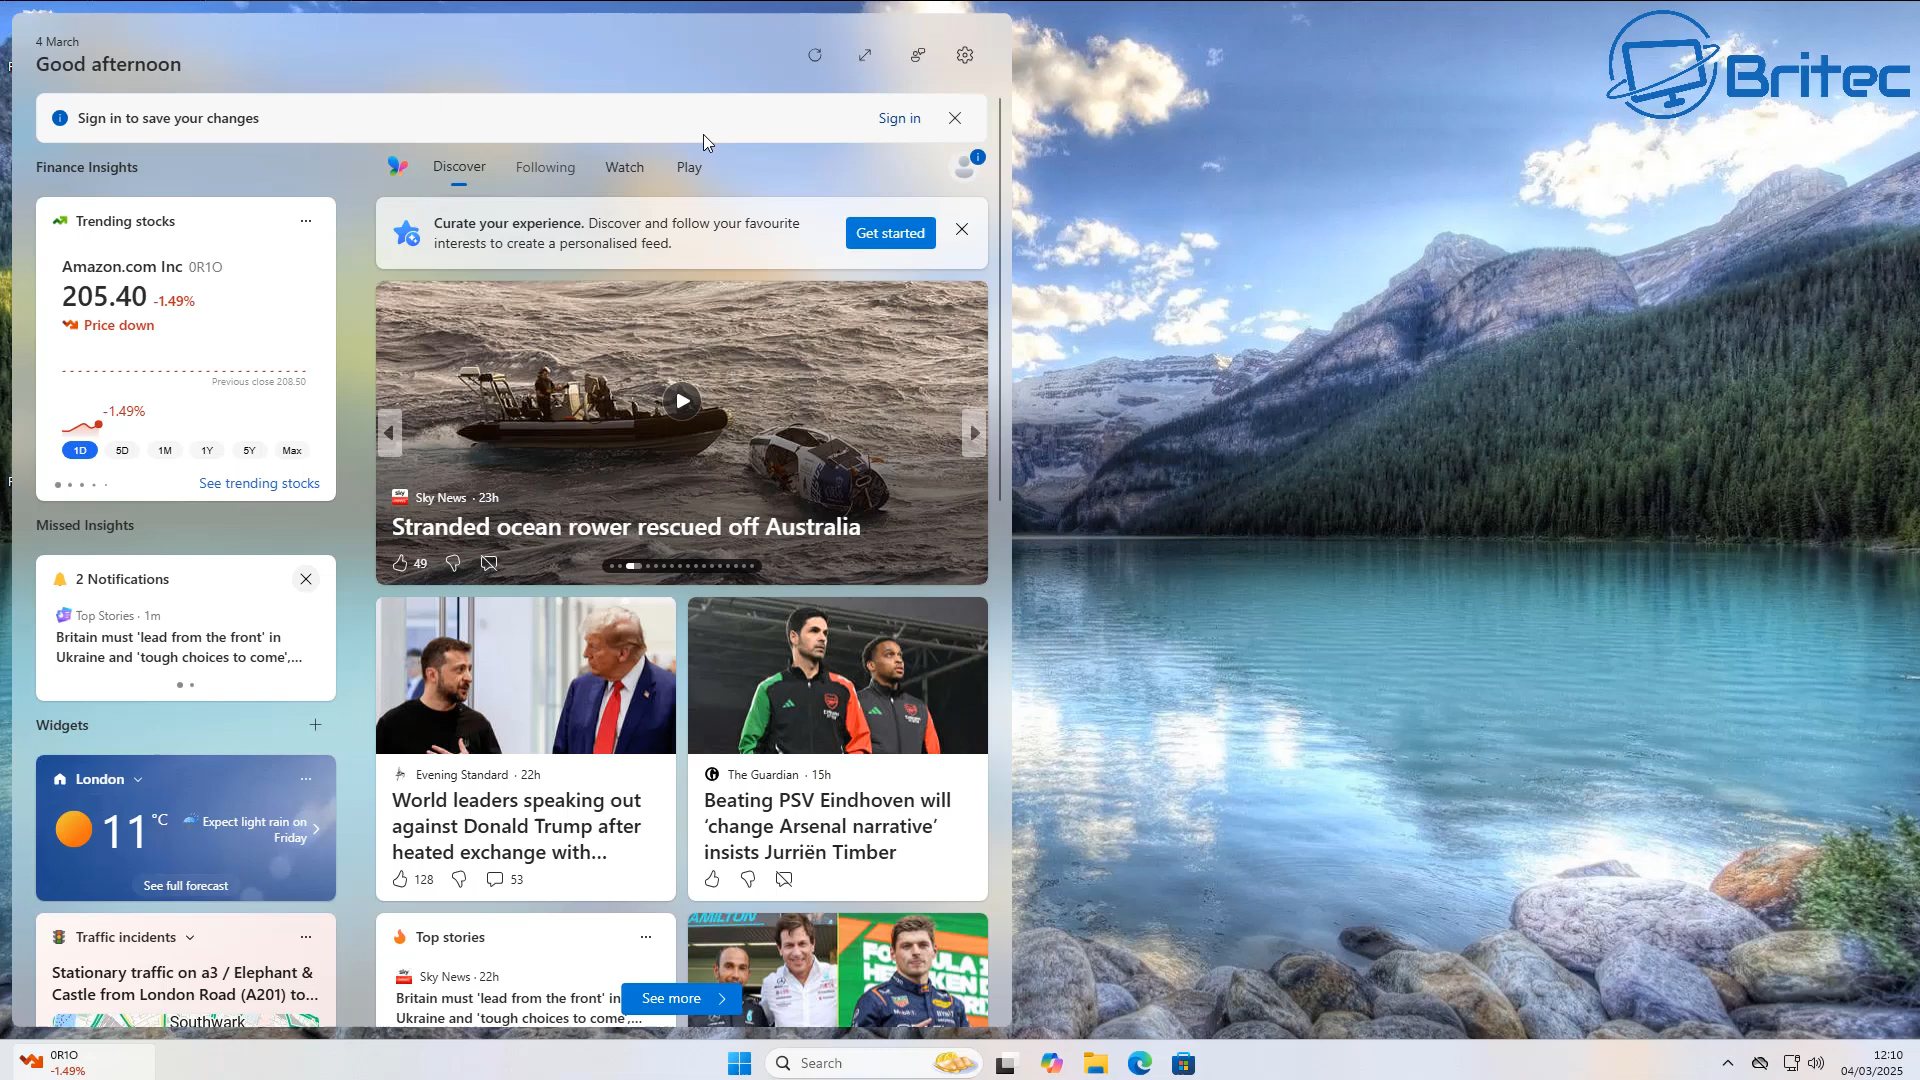 4 March
Good afternoon
Sign in to save your changes
Sign in
Finance Insights
Discover
Following
Watch
Play
Trending stocks
Amazon.com Inc 0R1O
205.40 -1.49%
Price down
Previous close 208.50
-1.49%
1D
5D
1M
1Y
5Y
Max
See trending stocks
Missed Insights
2 Notifications
Top Stories · 1m
Britain must 'lead from the front' in
Ukraine and 'tough choices to come',...
Widgets
London
11 °C
Expect light rain on
Friday
See full forecast
Traffic incidents
Stationary traffic on a3 / Elephant &
Castle from London Road (A201) to...
Southwark
Curate your experience. Discover and follow your favourite
interests to create a personalised feed.
Get started
sky
Sky News · 23h
Stranded ocean rower rescued off Australia
49
Evening Standard · 22h
World leaders speaking out
against Donald Trump after
heated exchange with...
128
53
The Guardian · 15h
Beating PSV Eindhoven will
‘change Arsenal narrative’
insists Jurriën Timber
Top stories
sky
Sky News · 22h
Britain must 'lead from the front' in
Ukraine and 'tough choices to come',...
See more
Britec
0R1O
-1.49%
Search
12:10
04/03/2025